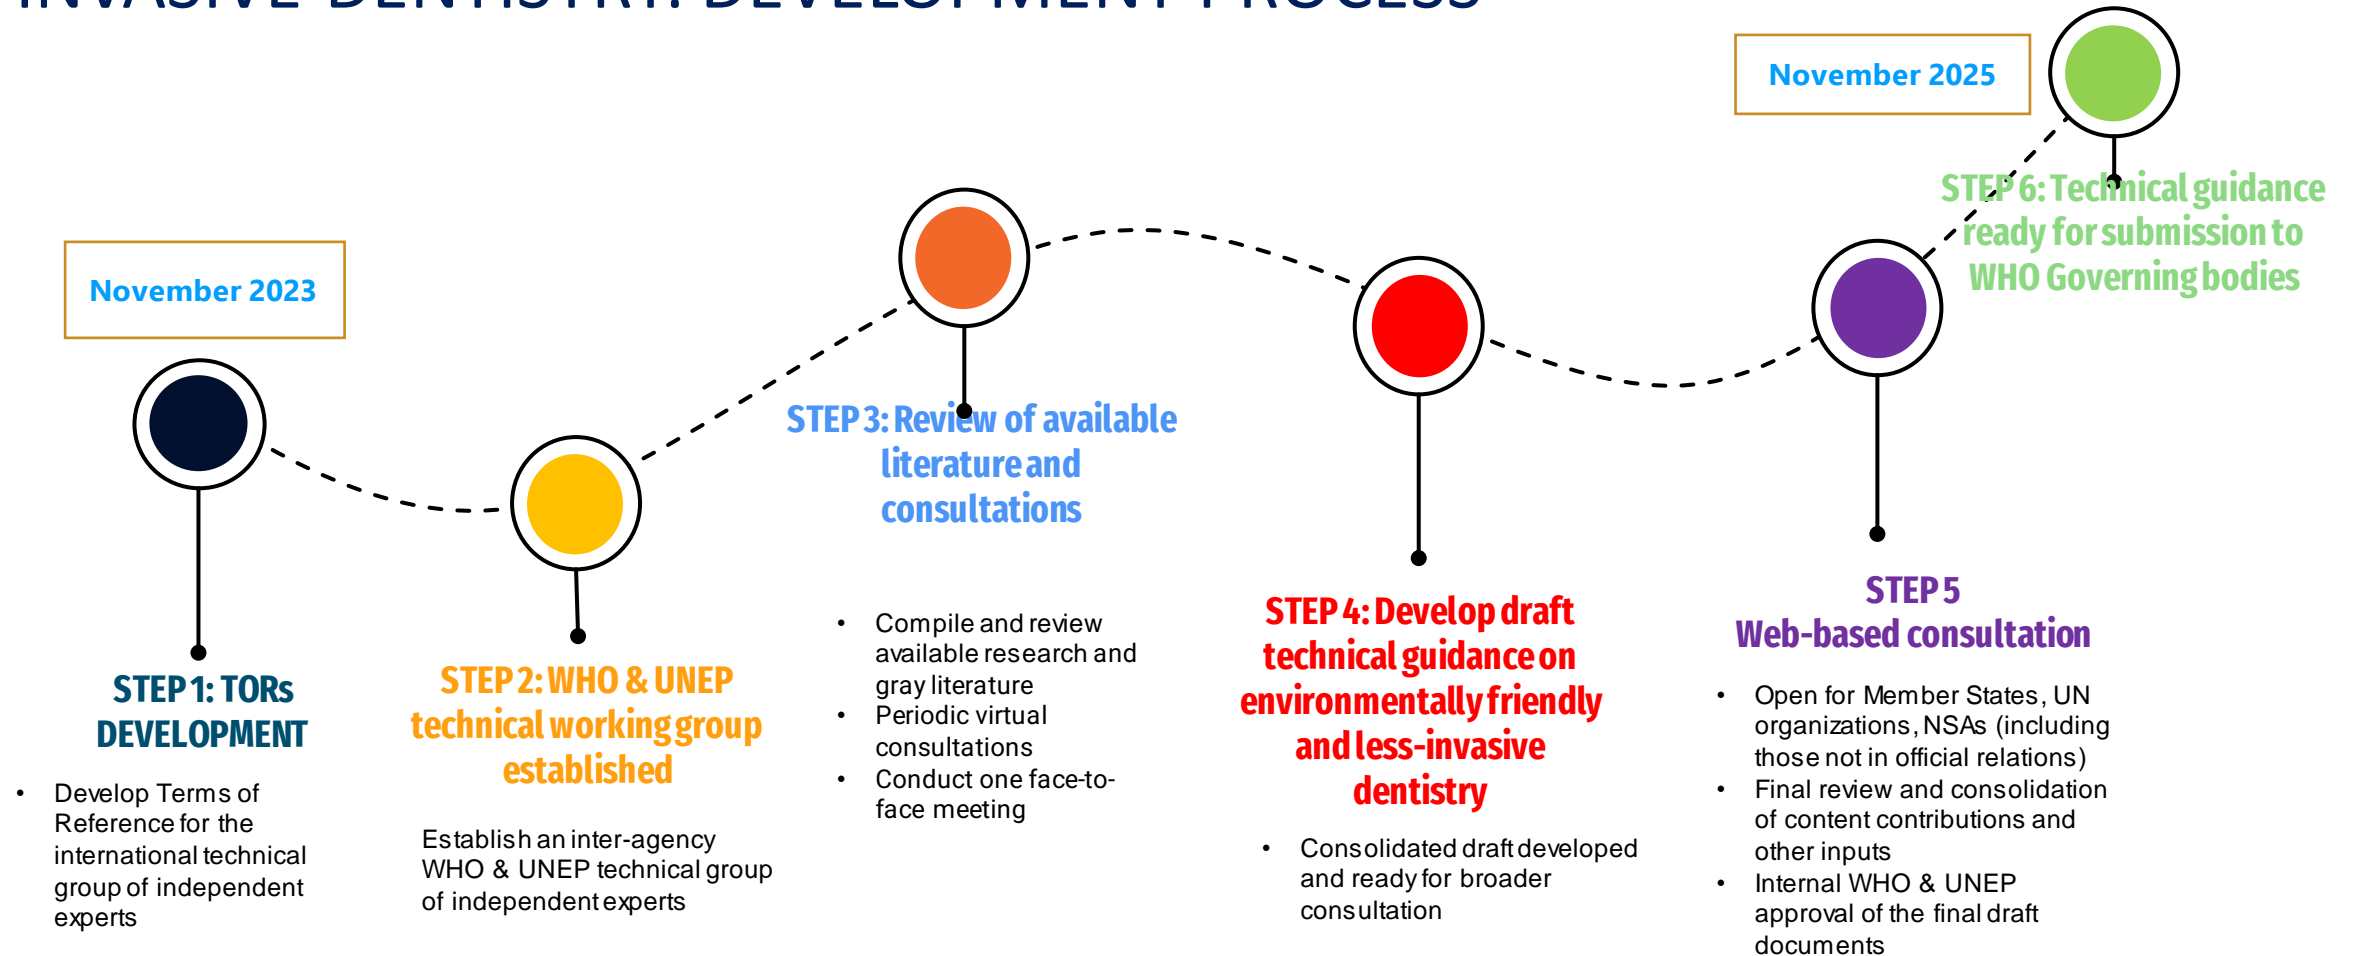 INVASIVE DENTISTRY: DEVELOPMENT PROCESS
November 2023
November 2025
STEP 1: TORs
DEVELOPMENT
• Develop Terms of
Reference for the
international technical
group of independent
experts
STEP 2: WHO & UNEP
technical working group
established
Establish an inter-agency
WHO & UNEP technical group
of independent experts
STEP 3: Review of available
literature and
consultations
• Compile and review
available research and
gray literature
• Periodic virtual
consultations
• Conduct one face-to-
face meeting
STEP 4: Develop draft
technical guidance on
environmentally friendly
and less-invasive
dentistry
• Consolidated draft developed
and ready for broader
consultation
STEP 5
Web-based consultation
• Open for Member States, UN
organizations, NSAs (including
those not in official relations)
• Final review and consolidation
of content contributions and
other inputs
• Internal WHO & UNEP
approval of the final draft
documents
STEP 6: Technical guidance
ready for submission to
WHO Governing bodies